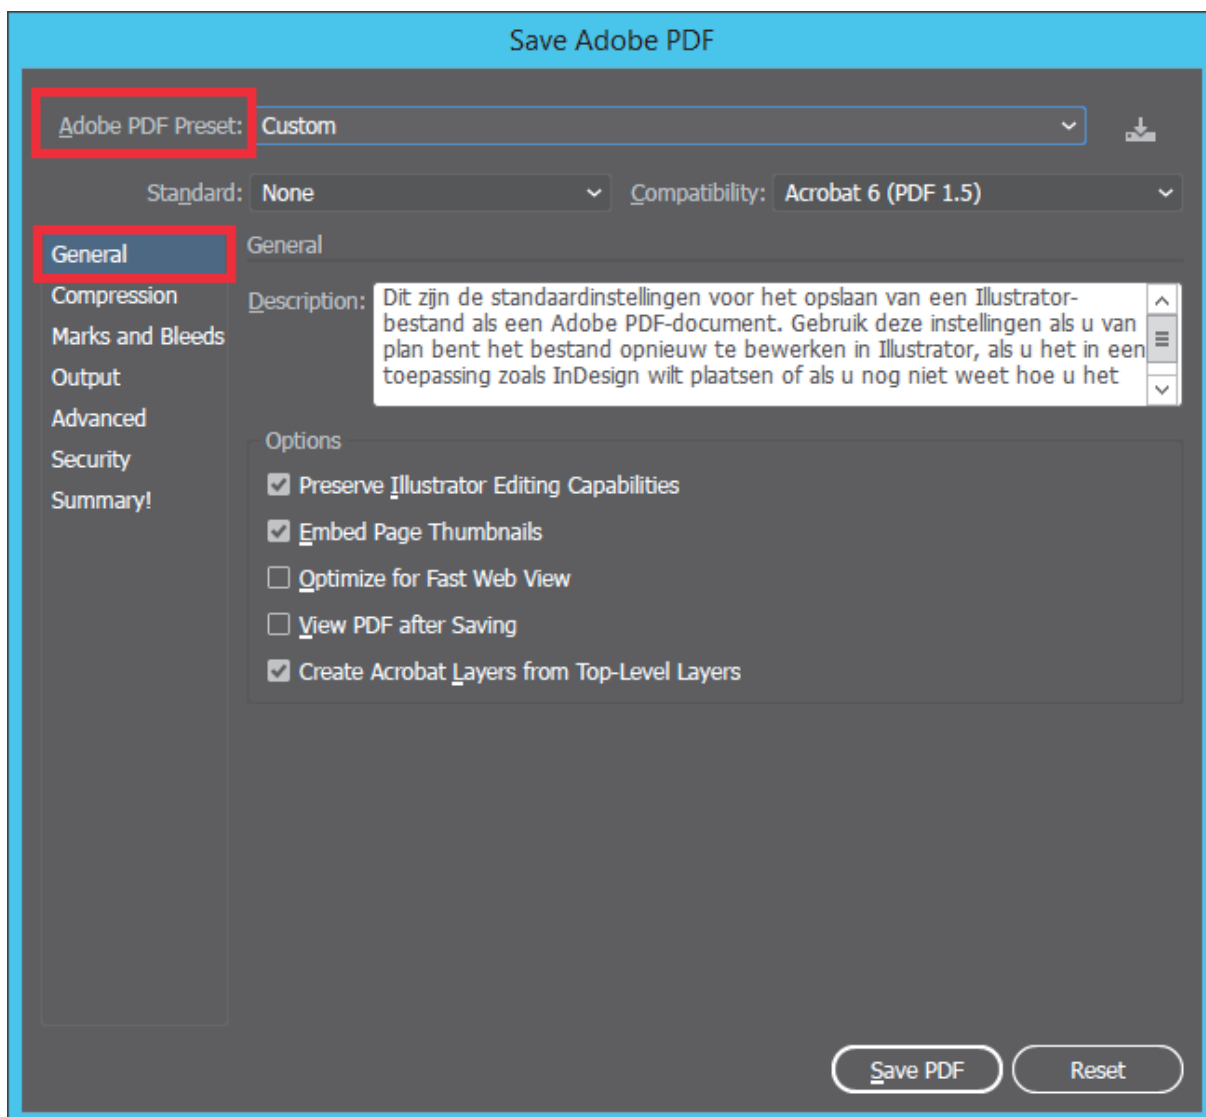 Save Adobe PDF
Adobe PDF Preset: Custom
Standard: None Compatibility: Acrobat 6 (PDF 1.5)
General
Compression
Marks and Bleeds
Output
Advanced
Security
Summary!
General
Description: Dit zijn de standaardinstellingen voor het opslaan van een Illustrator-
bestand als een Adobe PDF-document. Gebruik deze instellingen als u van
plan bent het bestand opnieuw te bewerken in Illustrator, als u het in een
toepassing zoals InDesign wilt plaatsen of als u nog niet weet hoe u het
Options
Preserve Illustrator Editing Capabilities
Embed Page Thumbnails
Optimize for Fast Web View
View PDF after Saving
Create Acrobat Layers from Top-Level Layers
Save PDF Reset